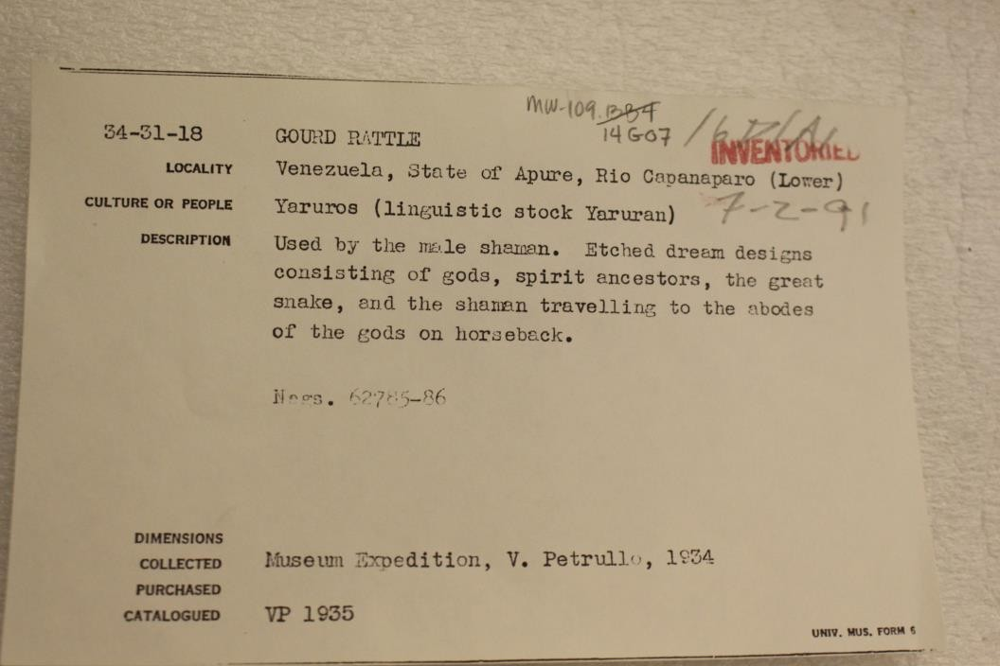 MW-109.B84
14G07
34-31-18 GOURD RATTLE
INVENTORIED
LOCALITY Venezuela, State of Apure, Rio Capanaparo (Lower)
CULTURE OR PEOPLE Yaruros (linguistic stock Yaruran)
7-2-91
DESCRIPTION Used by the male shaman. Etched dream designs
consisting of gods, spirit ancestors, the great
snake, and the shaman travelling to the abodes
of the gods on horseback.
Negs. 62785-86
DIMENSIONS
COLLECTED Museum Expedition, V. Petrullo, 1934
PURCHASED
CATALOGUED VP 1935
UNIV. MUS. FORM 6